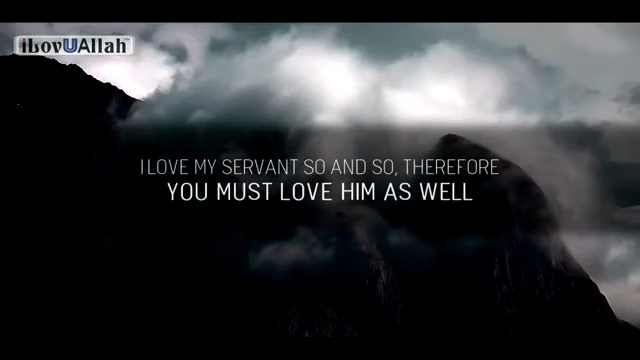 iLovUAllah
I LOVE MY SERVANT SO AND SO, THEREFORE
YOU MUST LOVE HIM AS WELL